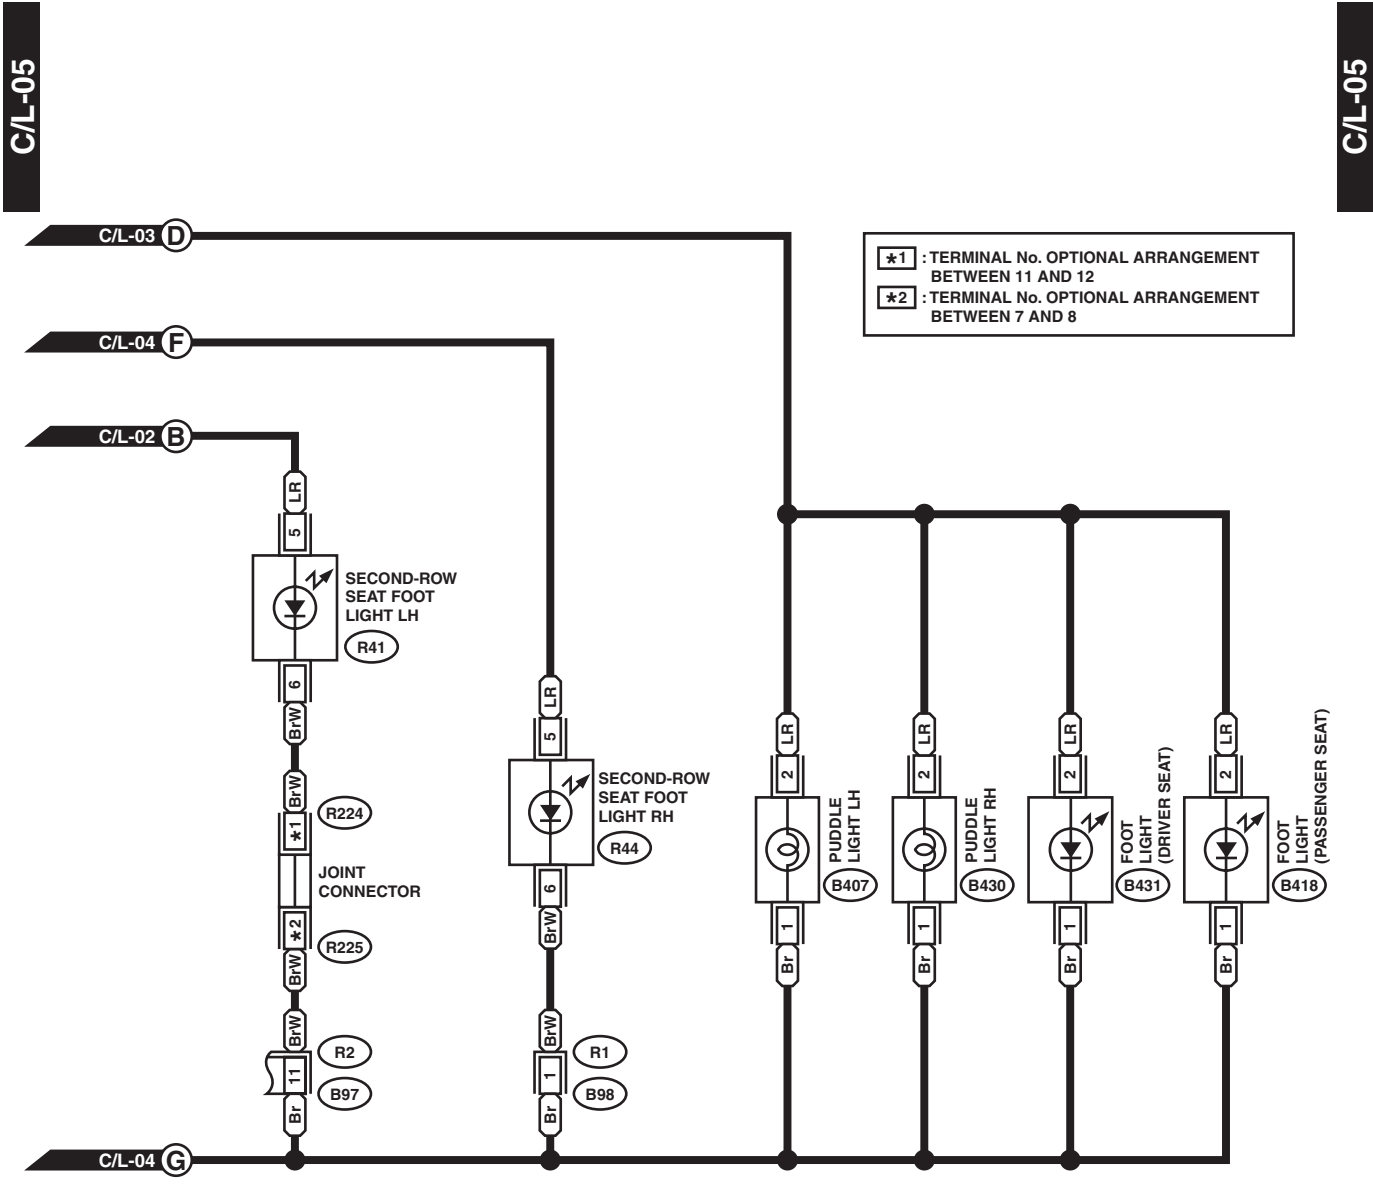 C/L-05
C/L-05
C/L-03 D
*1 : TERMINAL No. OPTIONAL ARRANGEMENT
BETWEEN 11 AND 12
*2 : TERMINAL No. OPTIONAL ARRANGEMENT
BETWEEN 7 AND 8
C/L-04 F
C/L-02 B
LR
5
SECOND-ROW
SEAT FOOT
LIGHT LH
R41
6
BrW
BrW
R224
*1
JOINT
CONNECTOR
*2
R225
BrW
BrW
R2
11
B97
Br
LR
5
SECOND-ROW
SEAT FOOT
LIGHT RH
R44
6
BrW
BrW
R1
1
B98
Br
LR
2
PUDDLE
LIGHT LH
B407
1
Br
LR
2
PUDDLE
LIGHT RH
B430
1
Br
LR
2
FOOT
LIGHT
(DRIVER SEAT)
B431
1
Br
LR
2
FOOT
LIGHT
(PASSENGER SEAT)
B418
1
Br
C/L-04 G